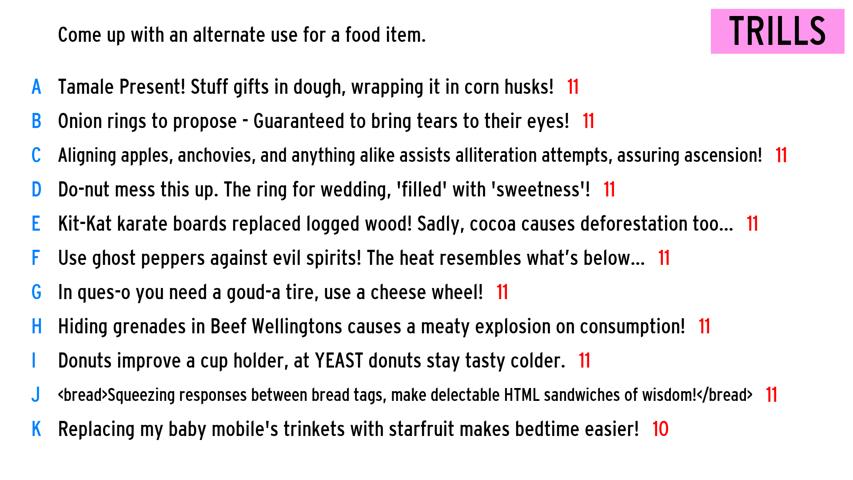 Come up with an alternate use for a food item.
TRILLS
A Tamale Present! Stuff gifts in dough, wrapping it in corn husks! 11
B Onion rings to propose - Guaranteed to bring tears to their eyes! 11
C Aligning apples, anchovies, and anything alike assists alliteration attempts, assuring ascension! 11
D Do-nut mess this up. The ring for wedding, 'filled' with 'sweetness'! 11
E Kit-Kat karate boards replaced logged wood! Sadly, cocoa causes deforestation too... 11
F Use ghost peppers against evil spirits! The heat resembles what's below... 11
G In ques-o you need a goud-a tire, use a cheese wheel! 11
H Hiding grenades in Beef Wellingtons causes a meaty explosion on consumption! 11
I Donuts improve a cup holder, at YEAST donuts stay tasty colder. 11
J <bread>Squeezing responses between bread tags, make delectable HTML sandwiches of wisdom!</bread> 11
K Replacing my baby mobile's trinkets with starfruit makes bedtime easier! 10